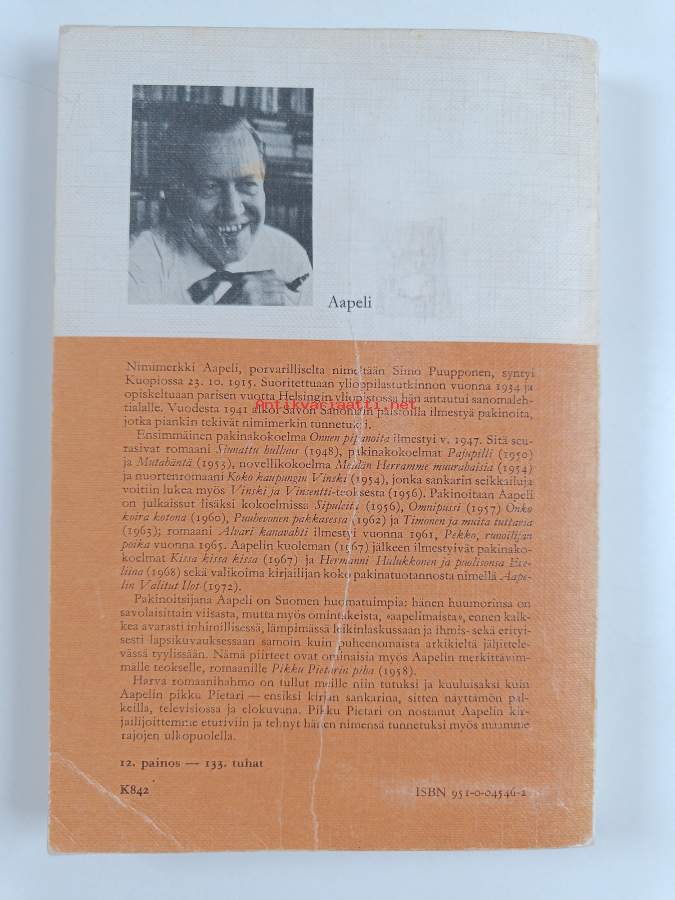 Aapeli
Nimimerkki Aapeli, porvarilliselta nimeltään Simo Puupponen, syntyi
Kuopiossa 23. 10. 1915. Suoritettuaan ylioppilastutkinnon vuonna 1934 ja
opiskeltuaan parisen vuotta Helsingin yliopistossa hän antautui sanomaleh-
tialalle. Vuodesta 1941 alkoi Savon Sanomain palstoilla ilmestyä pakinoita,
Antikvariaatti.net
jotka piankin tekivät nimimerkin tunnetuksi.
Ensimmäinen pakinakokoelma Onnen pipanoita ilmestyi v. 1947. Sitä seu-
rasivat romaani Siunattu hulluus (1948), pakinakokoelmat Pajupilli (1950)
ja Mutahäntä (1953), novellikokoelma Meidän Herramme muurahaisia (1954)
ja nuortenromaani Koko kaupungin Vinski (1954), jonka sankarin seikkailuja
voitiin lukea myös Vinski ja Vinsentti-teoksesta (1956). Pakinoitaan Aapeli
on julkaissut lisäksi kokoelmissa Sipuleita (1956), Omnipussi (1957) Onko
koira kotona (1960), Puuhevonen pakkasessa (1962) ja Timonen ja muita tuttavia
(1963); romaani Alvari kanavahti ilmestyi vuonna 1961, Pekko, runoilijan
poika vuonna 1965. Aapelin kuoleman (1967) jälkeen ilmestyivät pakinako-
koelmat Kissa kissa kissa (1967) ja Hermanni Hulukkonen ja puolisonsa Eve-
liina (1968) sekä valikoima kirjailijan koko pakinatuotannosta nimellä Aape-
lin Valitut Ilot (1972).
Pakinoitsijana Aapeli on Suomen huomatuimpia; hänen huumorinsa on
savolaisittain viisasta, mutta myös omintakeista, »aapelimaista», ennen kaik-
kea avarasti inhimillisessä, lämpimässä leikinlaskussaan ja ihmis- sekä erityi-
sesti lapsikuvauksessaan samoin kuin puheenomaista arkikieltä jäljittele-
vässä tyylissään. Nämä piirteet ovat ominaisia myös Aapelin merkittävim-
mälle teokselle, romaanille Pikku Pietarin piha (1958).
Harva romaanihahmo on tullut meille niin tutuksi ja kuuluisaksi kuin
Aapelin pikku Pietari — ensiksi kirjan sankarina, sitten näyttämön pal-
keilla, televisiossa ja elokuvana. Pikku Pietari on nostanut Aapelin kir-
jailijoittemme eturiviin ja tehnyt hänen nimensä tunnetuksi myös maamme
rajojen ulkopuolella.
12. painos — 133. tuhat
K842
ISBN 951-0-04546-2